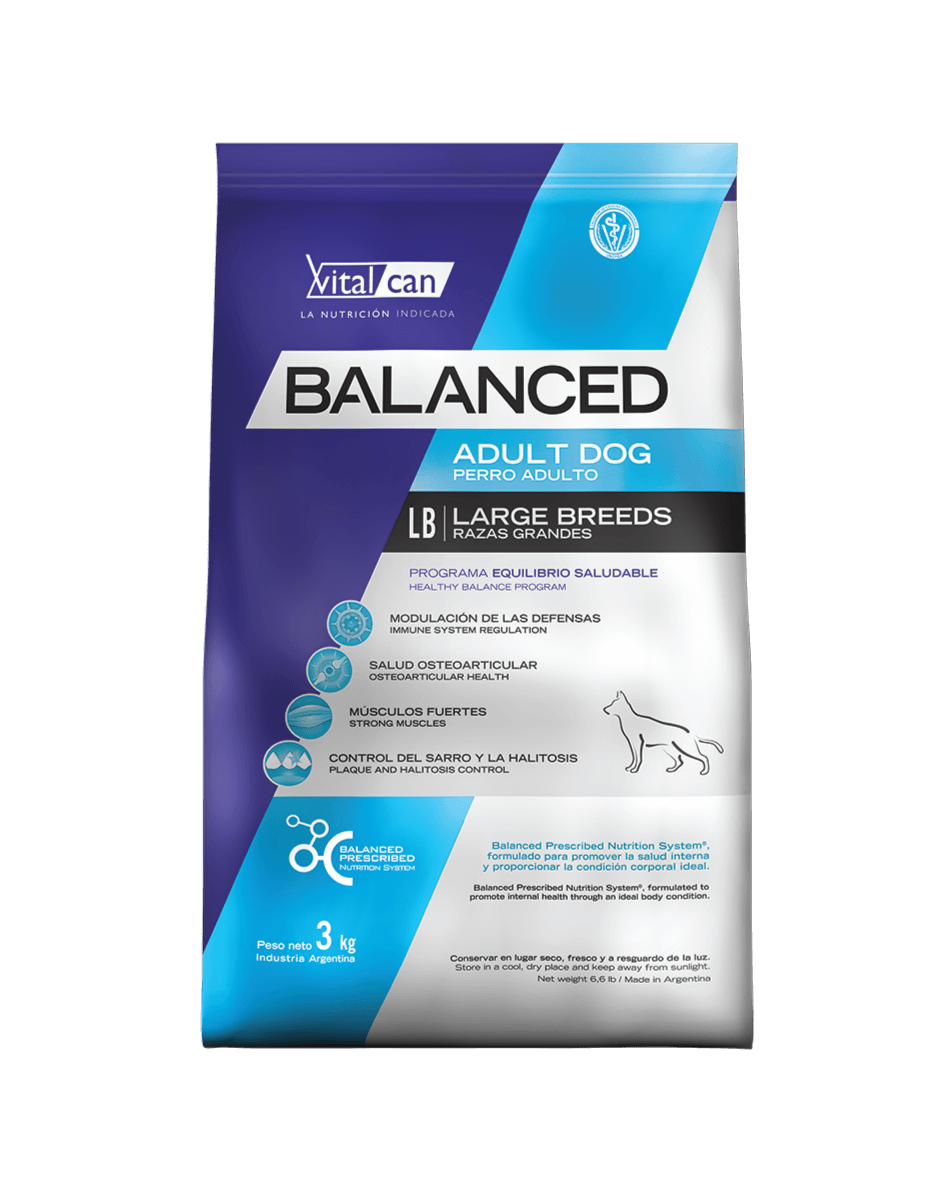 Vital can
LA NUTRICIÓN INDICADA
BALANCED
ADULT DOG
PERRO ADULTO
LB LARGE BREEDS
RAZAS GRANDES
PROGRAMA EQUILIBRIO SALUDABLE
HEALTHY BALANCE PROGRAM
MODULACIÓN DE LAS DEFENSAS
IMMUNE SYSTEM REGULATION
SALUD OSTEOARTICULAR
OSTEOARTICULAR HEALTH
MÚSCULOS FUERTES
STRONG MUSCLES
CONTROL DEL SARRO Y LA HALITOSIS
PLAQUE AND HALITOSIS CONTROL
BALANCED
PRESCRIBED
NUTRITION SYSTEM
Balanced Prescribed Nutrition System®,
formulado para promover la salud interna
y proporcionar la condición corporal ideal.
Balanced Prescribed Nutrition System®, formulated to
promote internal health through an ideal body condition.
Peso neto 3 kg
Industria Argentina
Conservar en lugar seco, fresco y a resguardo de la luz.
Store in a cool, dry place and keep away from sunlight.
Net weight 6,6 lb / Made in Argentina